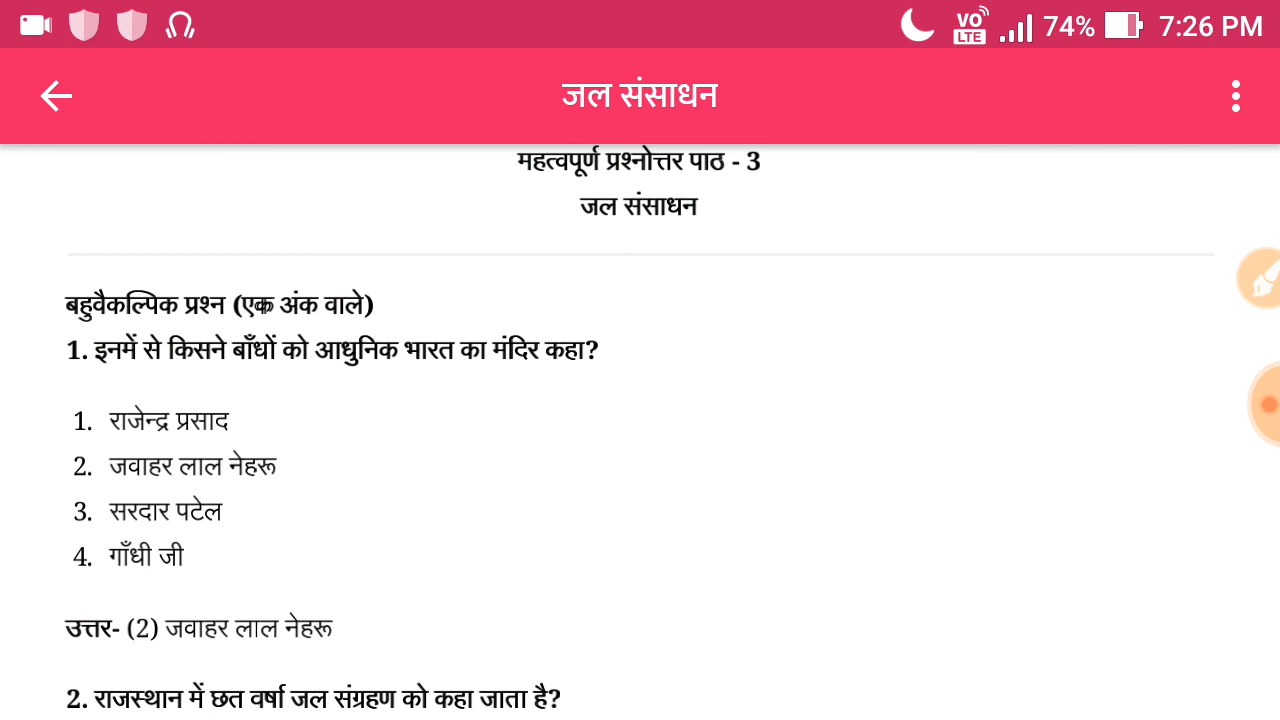 VO LTE 74% 7:26 PM
जल संसाधन
महत्वपूर्ण प्रश्नोत्तर पाठ - 3
जल संसाधन
बहुवैकल्पिक प्रश्न (एक अंक वाले)
1. इनमें से किसने बाँधों को आधुनिक भारत का मंदिर कहा?
1. राजेन्द्र प्रसाद
2. जवाहर लाल नेहरू
3. सरदार पटेल
4. गाँधी जी
उत्तर- (2) जवाहर लाल नेहरू
2. राजस्थान में छत वर्षा जल संग्रहण को कहा जाता है?